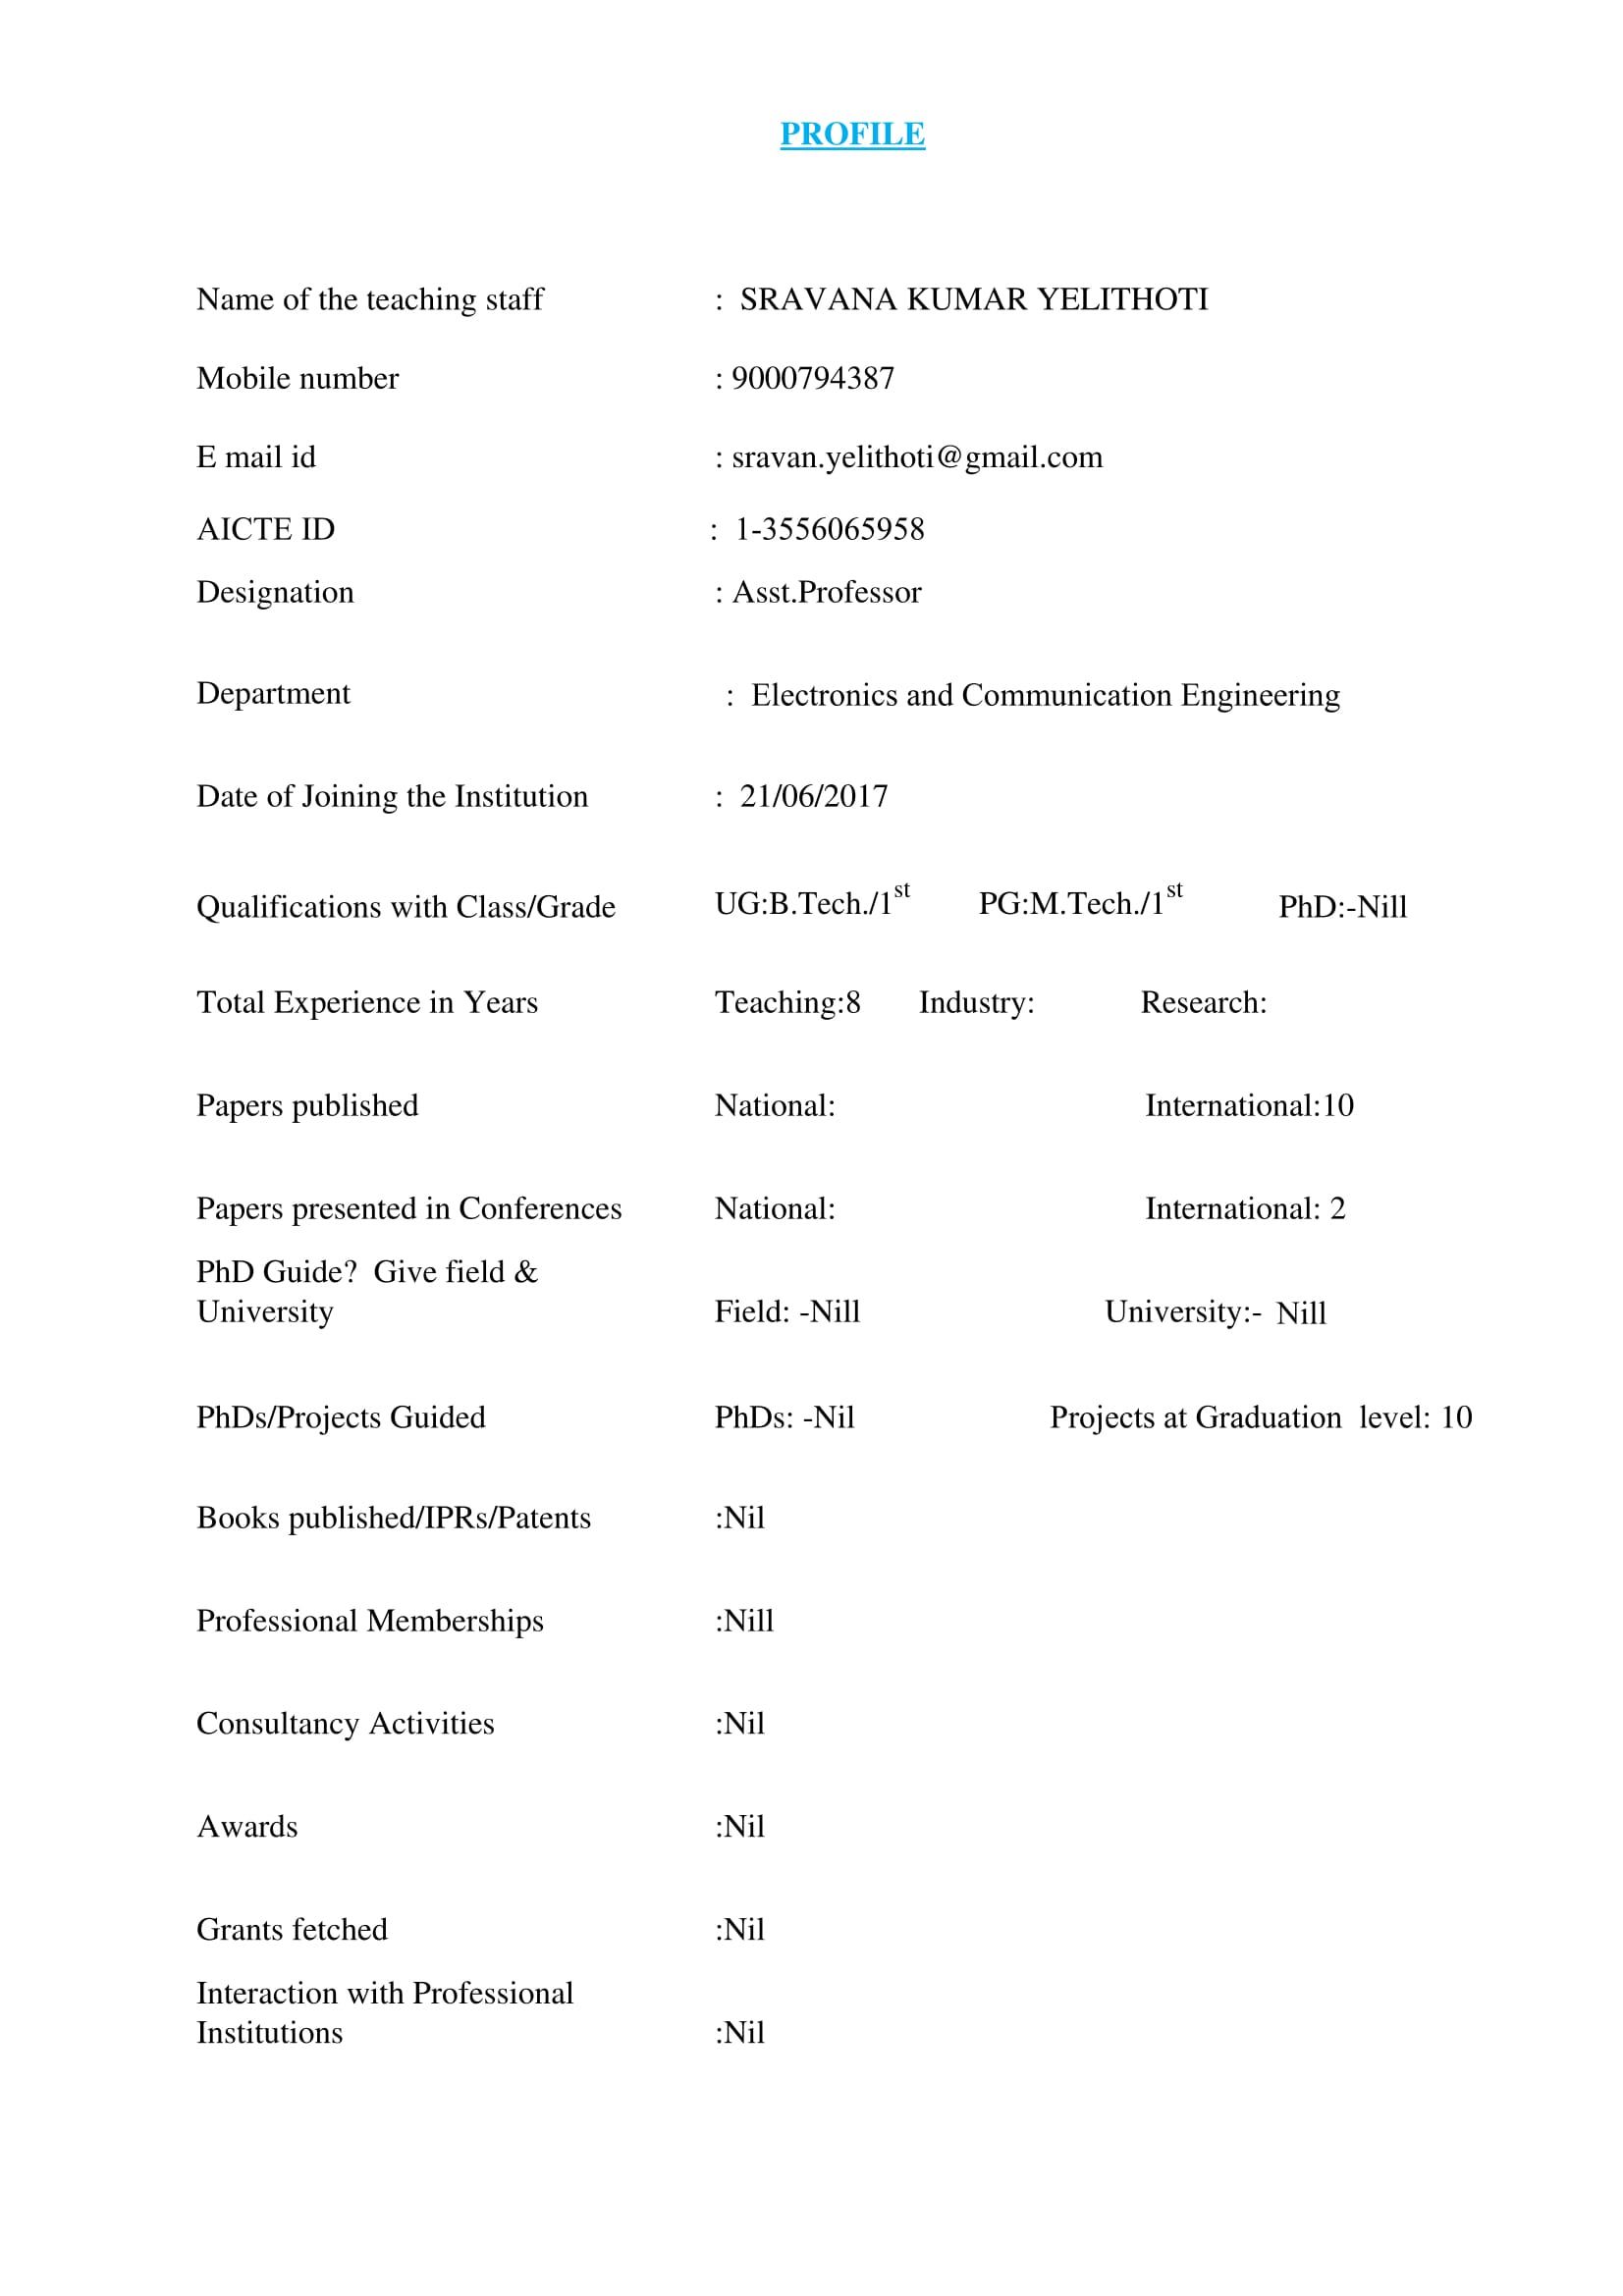 PROFILE
Name of the teaching staff : SRAVANA KUMAR YELITHOTI
Mobile number : 9000794387
E mail id : sravan.yelithoti@gmail.com
AICTE ID : 1-3556065958
Designation : Asst.Professor
Department : Electronics and Communication Engineering
Date of Joining the Institution : 21/06/2017
Qualifications with Class/Grade UG:B.Tech./1st PG:M.Tech./1st PhD:-Nill
Total Experience in Years Teaching:8 Industry: Research:
Papers published National: International:10
Papers presented in Conferences National: International: 2
PhD Guide? Give field &
University Field: -Nill University:- Nill
PhDs/Projects Guided PhDs: -Nil Projects at Graduation level: 10
Books published/IPRs/Patents :Nil
Professional Memberships :Nill
Consultancy Activities :Nil
Awards :Nil
Grants fetched :Nil
Interaction with Professional
Institutions :Nil